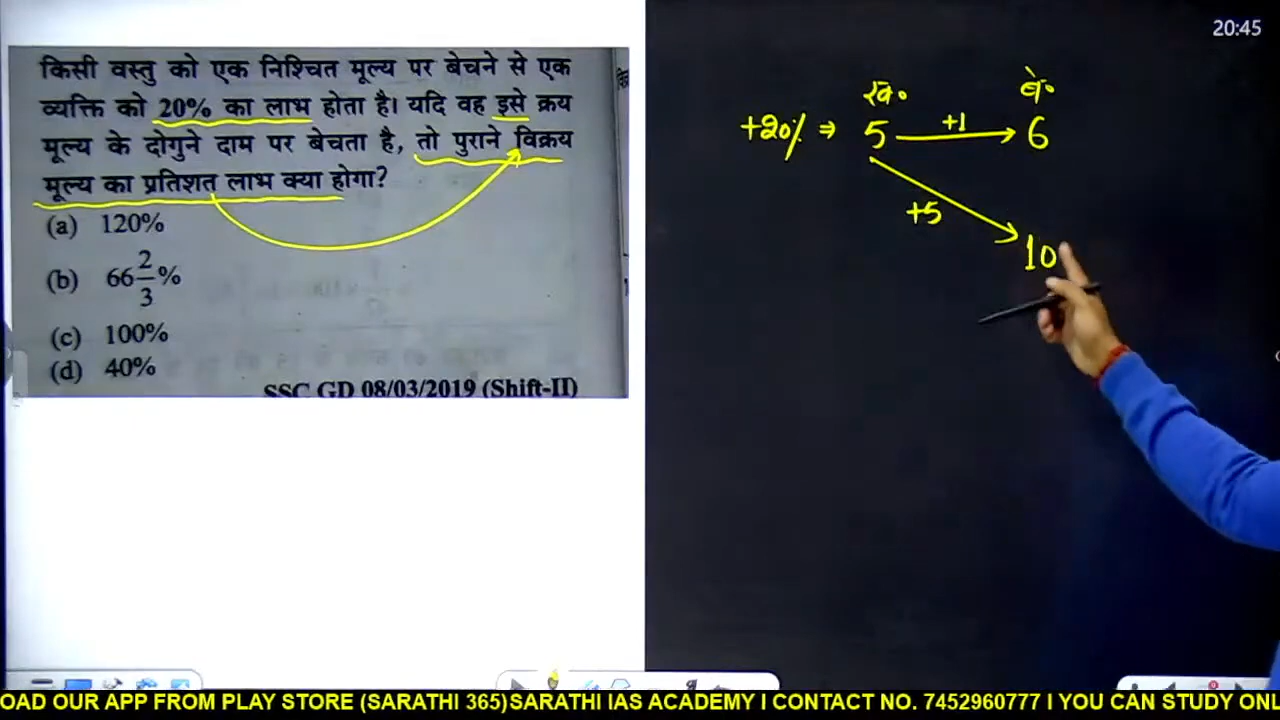 20:45
किसी वस्तु को एक निश्चित मूल्य पर बेचने से एक
व्यक्ति को 20% का लाभ होता है। यदि वह इसे क्रय
मूल्य के दोगुने दाम पर बेचता है, तो पुराने विक्रय
मूल्य का प्रतिशत लाभ क्या होगा?
(a) 120%
(b) 66 2/3 %
(c) 100%
(d) 40%
SSC GD 08/03/2019 (Shift-II)
ख॰ बे॰
+20% ⇒ 5 +1 6
+5
10
OAD OUR APP FROM PLAY STORE (SARATHI 365)SARATHI IAS ACADEMY I CONTACT NO. 7452960777 I YOU CAN STUDY ONL